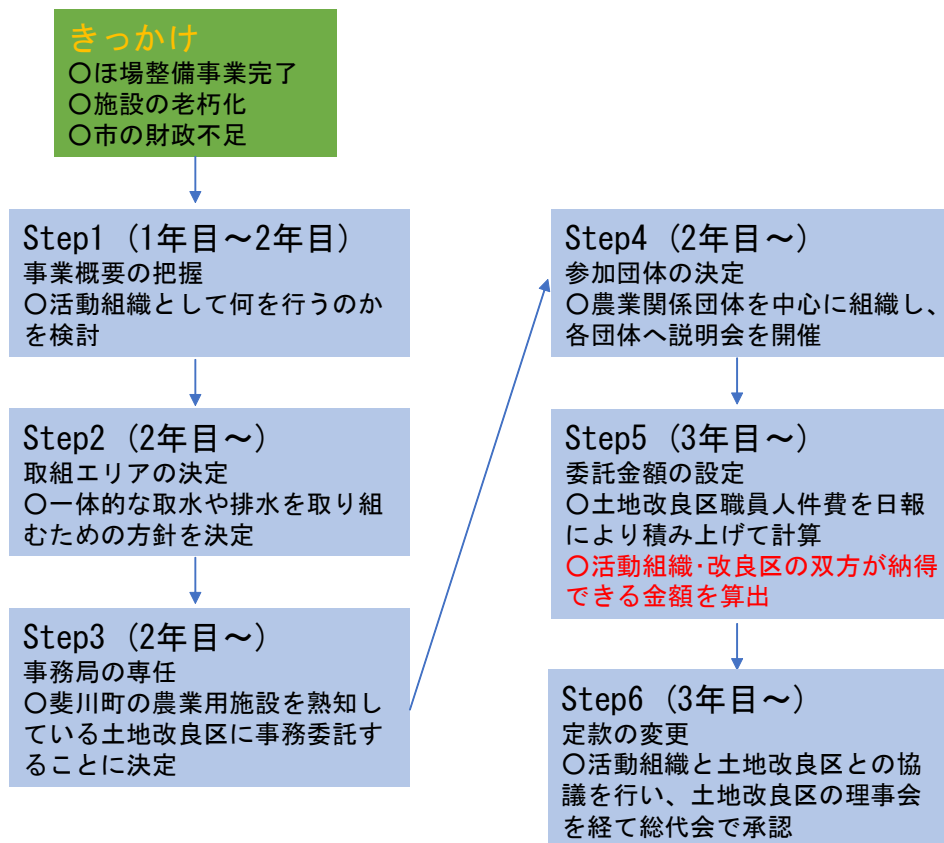 きっかけ
〇ほ場整備事業完了
〇施設の老朽化
〇市の財政不足
Step1（1年目～2年目）
事業概要の把握
〇活動組織として何を行うのか
を検討
Step2（2年目～）
取組エリアの決定
〇一体的な取水や排水を取り組
むための方針を決定
Step3（2年目～）
事務局の専任
〇斐川町の農業用施設を熟知し
ている土地改良区に事務委託す
ることに決定
Step4（2年目～）
参加団体の決定
〇農業関係団体を中心に組織し、
各団体へ説明会を開催
Step5（3年目～）
委託金額の設定
〇土地改良区職員人件費を日報
により積み上げて計算
〇活動組織･改良区の双方が納得
できる金額を算出
Step6（3年目～）
定款の変更
〇活動組織と土地改良区との協
議を行い、土地改良区の理事会
を経て総代会で承認